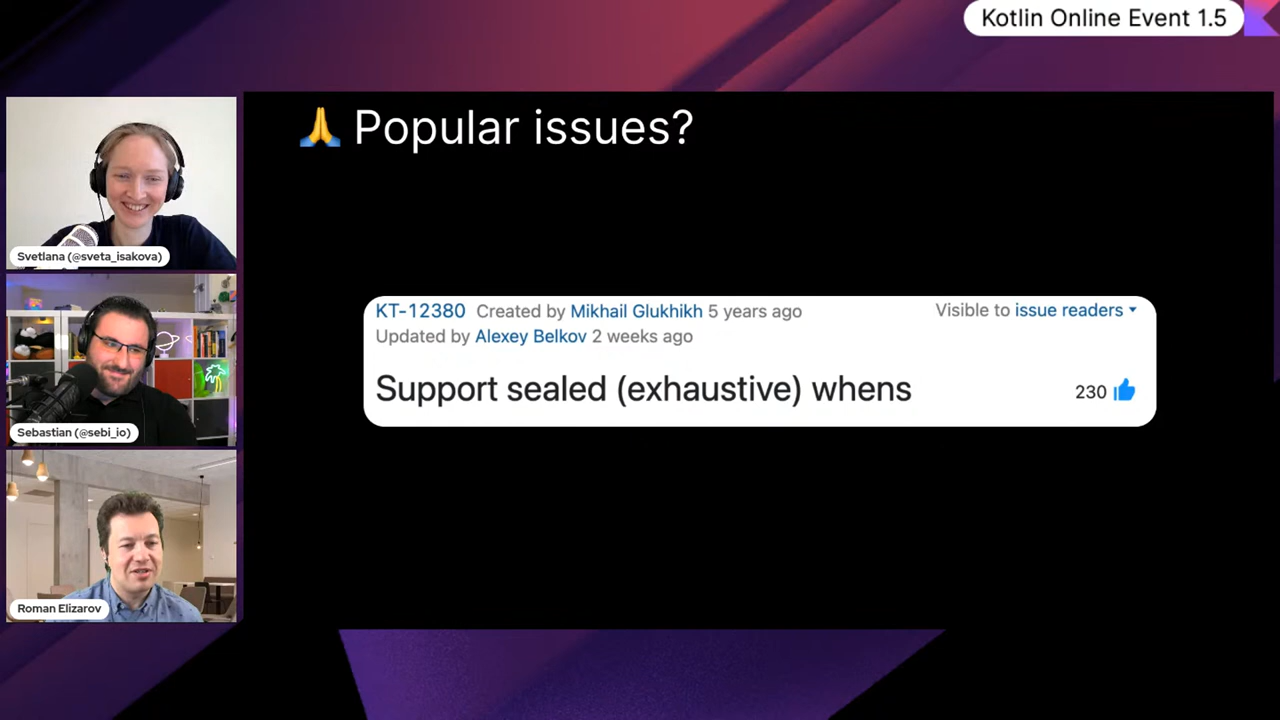 Kotlin Online Event 1.5
🙏 Popular issues?
Svetlana (@sveta_isakova)
Sebastian (@sebi_io)
Roman Elizarov
KT-12380 Created by Mikhail Glukhikh 5 years ago Visible to issue readers
Updated by Alexey Belkov 2 weeks ago
Support sealed (exhaustive) whens 230